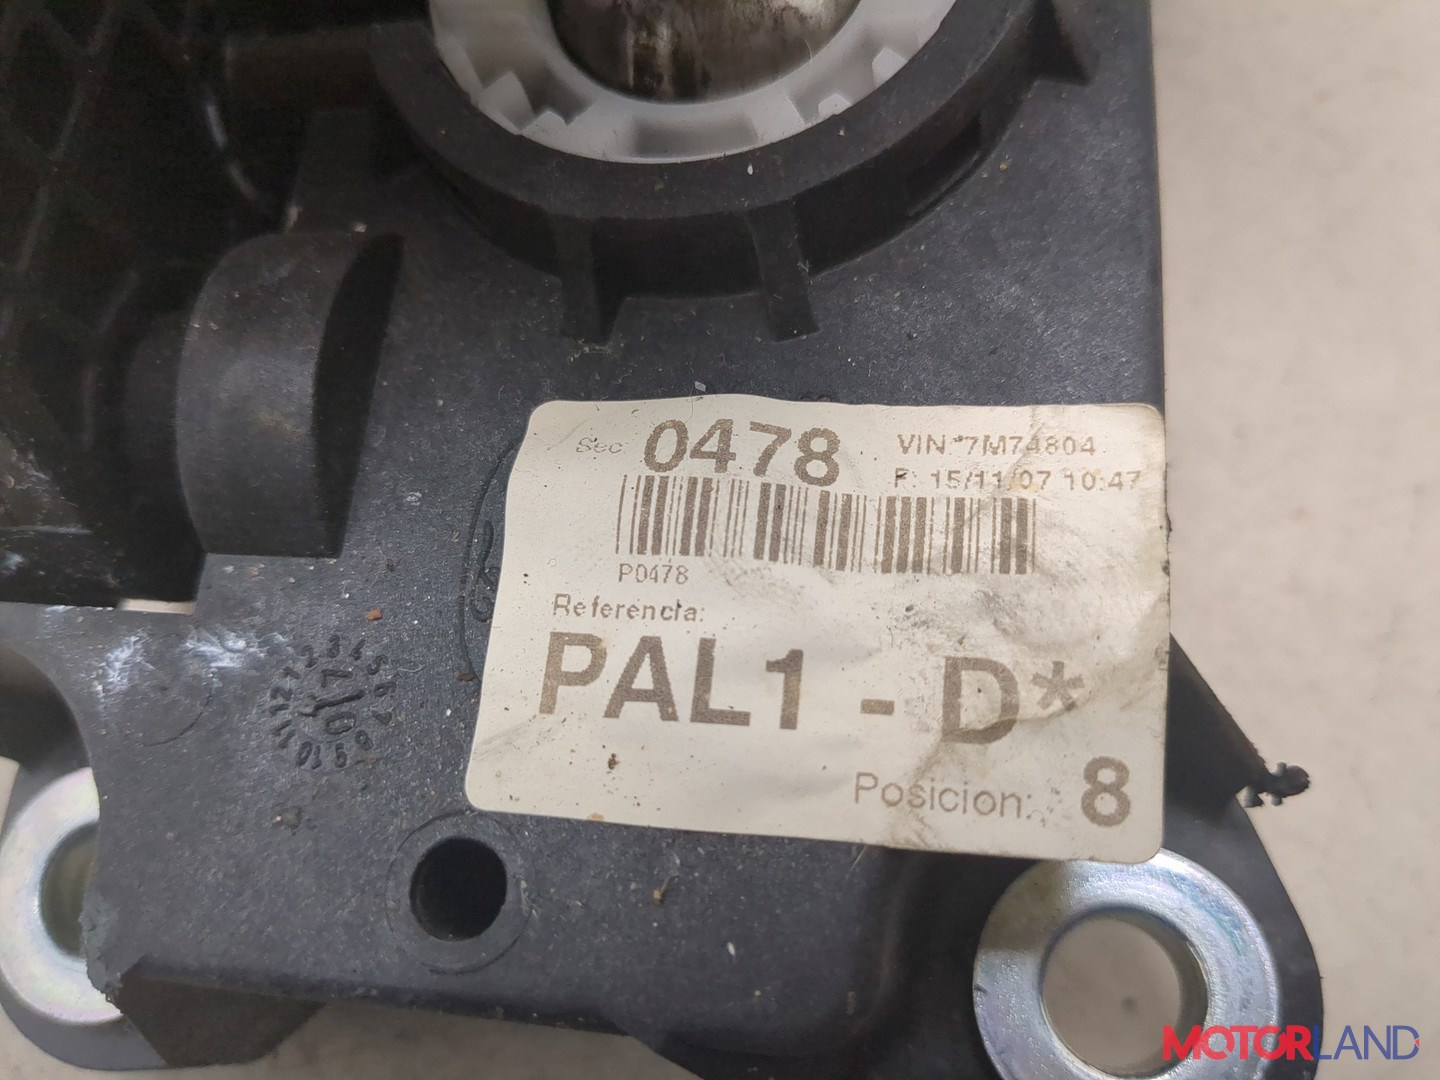 Sec 0478 VIN: 7M74804
F: 15/11/07 10:47
P0478
Referencia:
PAL1 - D*
Posicion: 8
MOTORLAND